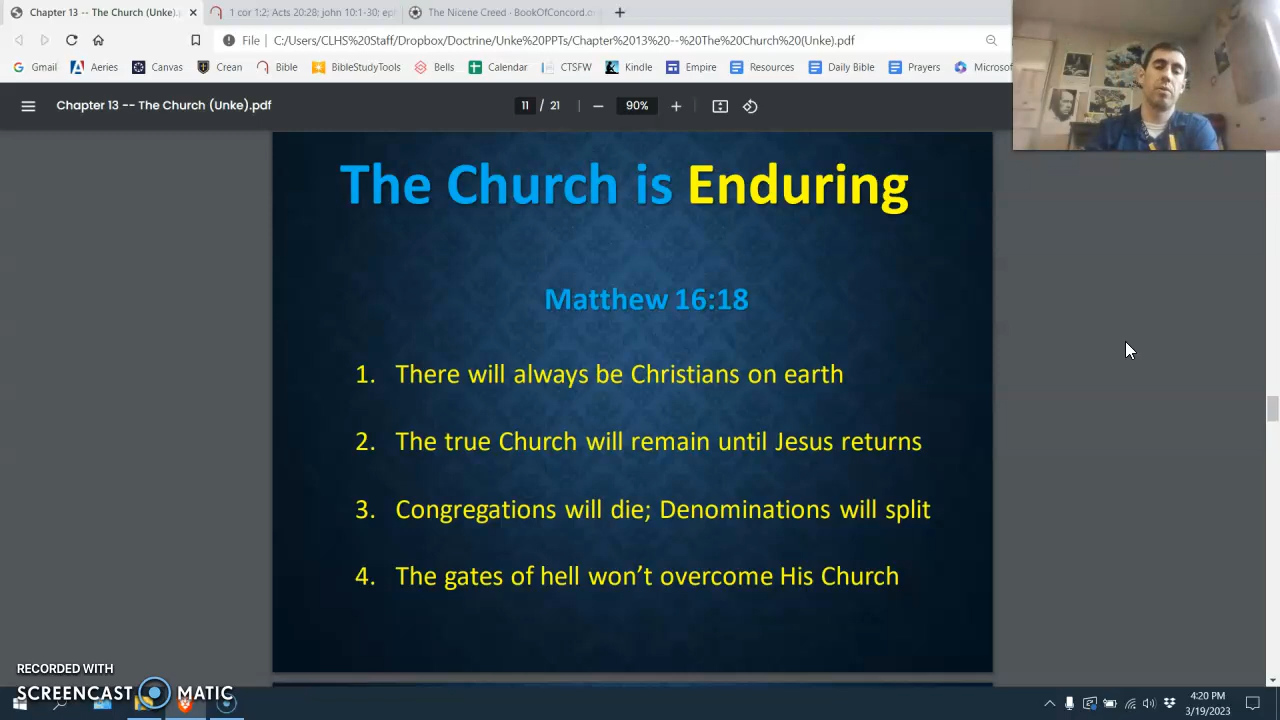 Chapter 13 -- The Church (Unke).
1 cor 1:2; Acts 20:28; john 10:1-30; ep
The Nicene Creed - BookOfConcord.o
File
C:/Users/CLHS%20Staff/Dropbox/Doctrine/Unke%20PPTs/Chapter%2013%20--%20The%20Church%20(Unke).pdf
Gmail
Aeries
Canvas
Crean
Bible
BibleStudyTools
Bells
Calendar
CTSFW
Kindle
Empire
Resources
Daily Bible
Prayers
Microso
Chapter 13 -- The Church (Unke).pdf
11 / 21
90%
The Church is Enduring
Matthew 16:18
1. There will always be Christians on earth
2. The true Church will remain until Jesus returns
3. Congregations will die; Denominations will split
4. The gates of hell won’t overcome His Church
RECORDED WITH
SCREENCAST MATIC
4:20 PM
3/19/2023